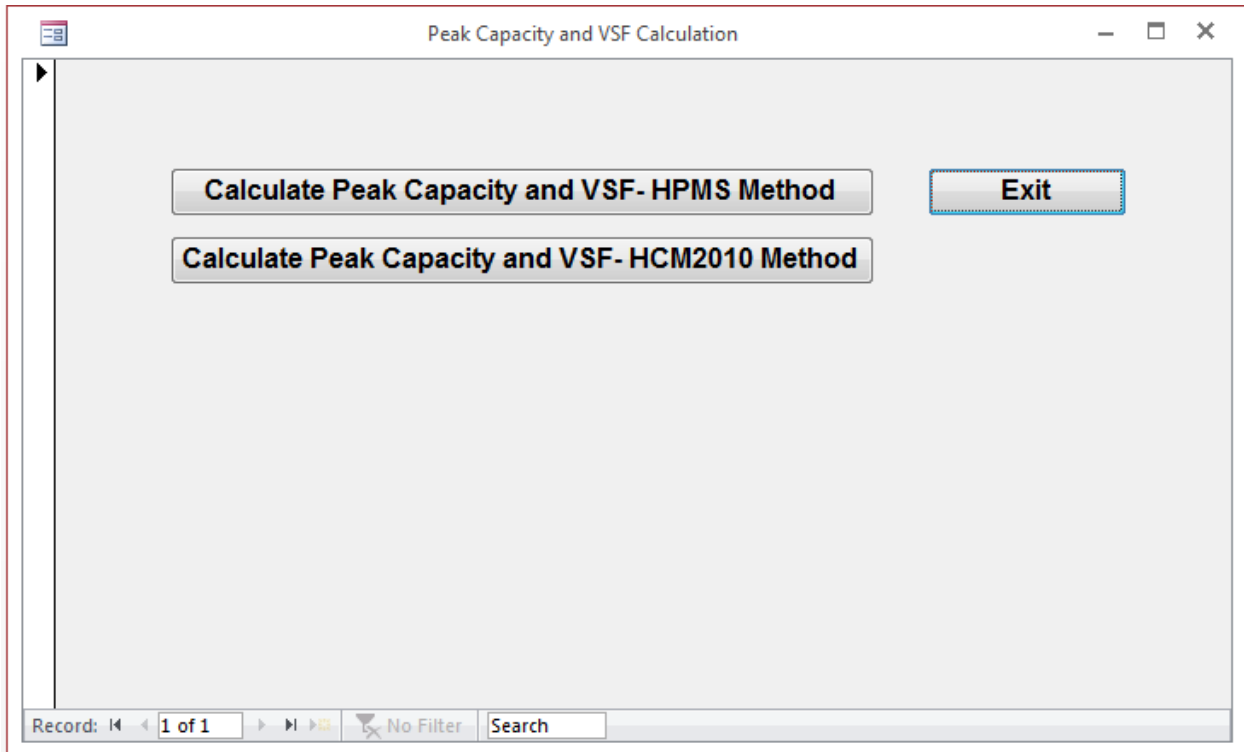 Peak Capacity and VSF Calculation
Calculate Peak Capacity and VSF- HPMS Method
Exit
Calculate Peak Capacity and VSF- HCM2010 Method
Record: 1 of 1 No Filter Search